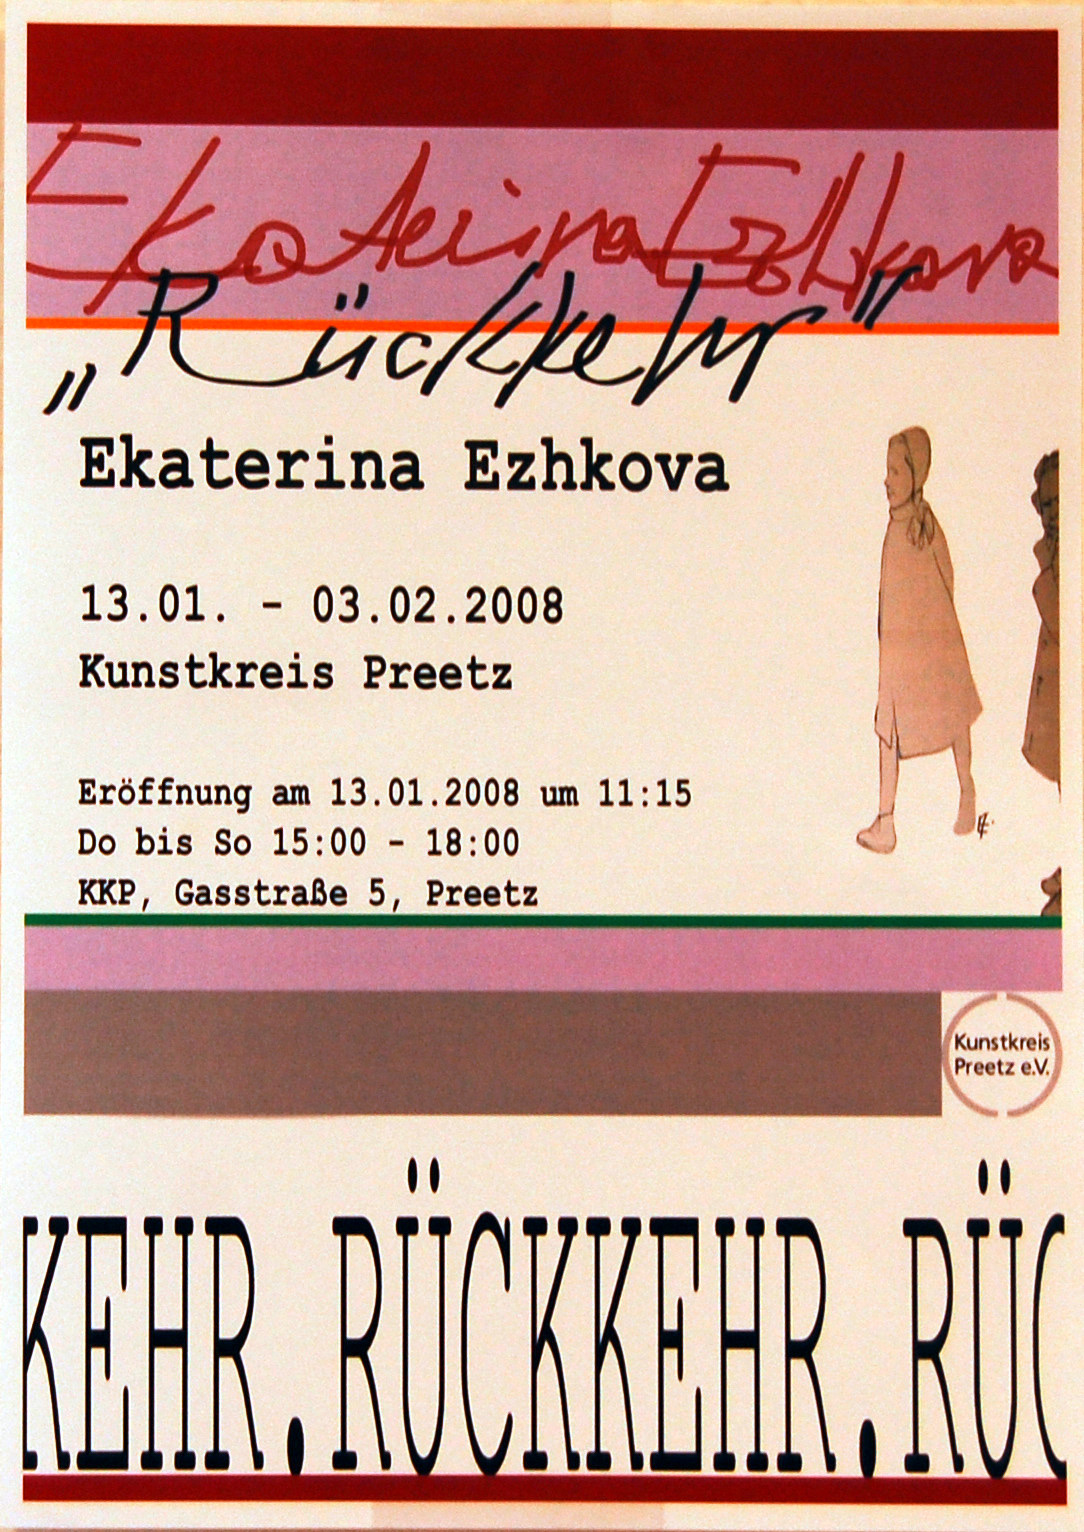 Ekaterina Ezhkova
„Rückkehr"
Ekaterina Ezhkova
13.01. - 03.02.2008
Kunstkreis Preetz
Eröffnung am 13.01.2008 um 11:15
Do bis So 15:00 - 18:00
KKP, Gasstraße 5, Preetz
Kunstkreis
Preetz e.V.
KEHR.RÜCKKEHR.RÜC